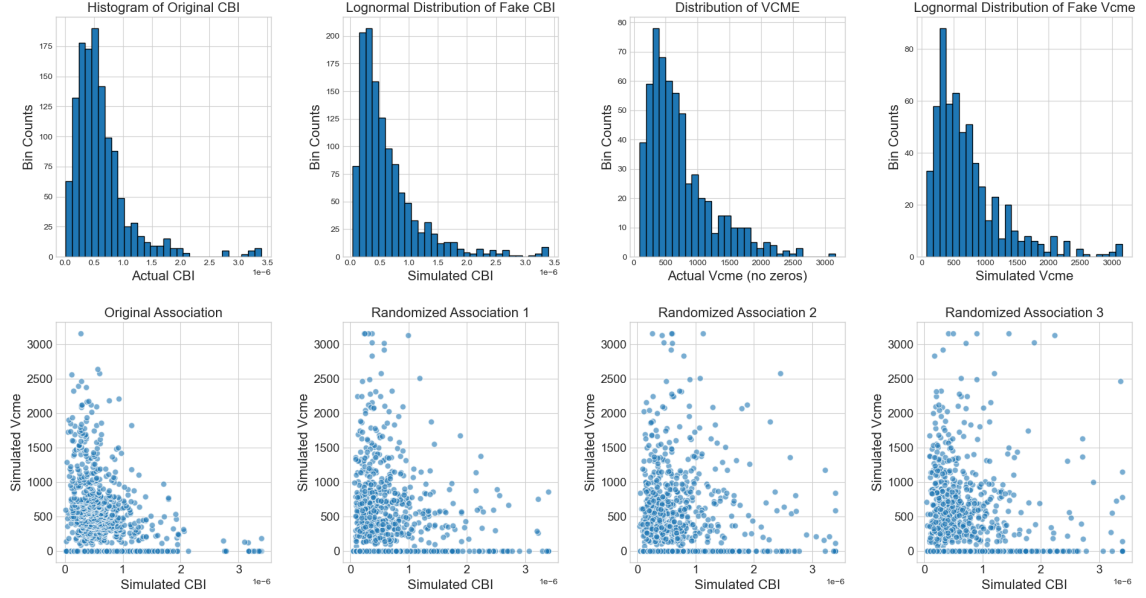 Histogram of Original CBI
Lognormal Distribution of Fake CBI
Distribution of VCME
Lognormal Distribution of Fake Vcme
Bin Counts
175
150
125
100
75
50
25
0
0.0 0.5 1.0 1.5 2.0 2.5 3.0 3.5
1e−6
Actual CBI
Bin Counts
200
175
150
125
100
75
50
25
0
0.0 0.5 1.0 1.5 2.0 2.5 3.0 3.5
1e−6
Simulated CBI
Bin Counts
80
70
60
50
40
30
20
10
0
0 500 1000 1500 2000 2500 3000
Actual Vcme (no zeros)
Bin Counts
80
60
40
20
0
0 500 1000 1500 2000 2500 3000
Simulated Vcme
Original Association
Randomized Association 1
Randomized Association 2
Randomized Association 3
Simulated Vcme
3000
2500
2000
1500
1000
500
0
0 1 2 3
1e−6
Simulated CBI
Simulated Vcme
3000
2500
2000
1500
1000
500
0
0 1 2 3
1e−6
Simulated CBI
Simulated Vcme
3000
2500
2000
1500
1000
500
0
0 1 2 3
1e−6
Simulated CBI
Simulated Vcme
3000
2500
2000
1500
1000
500
0
0 1 2 3
1e−6
Simulated CBI